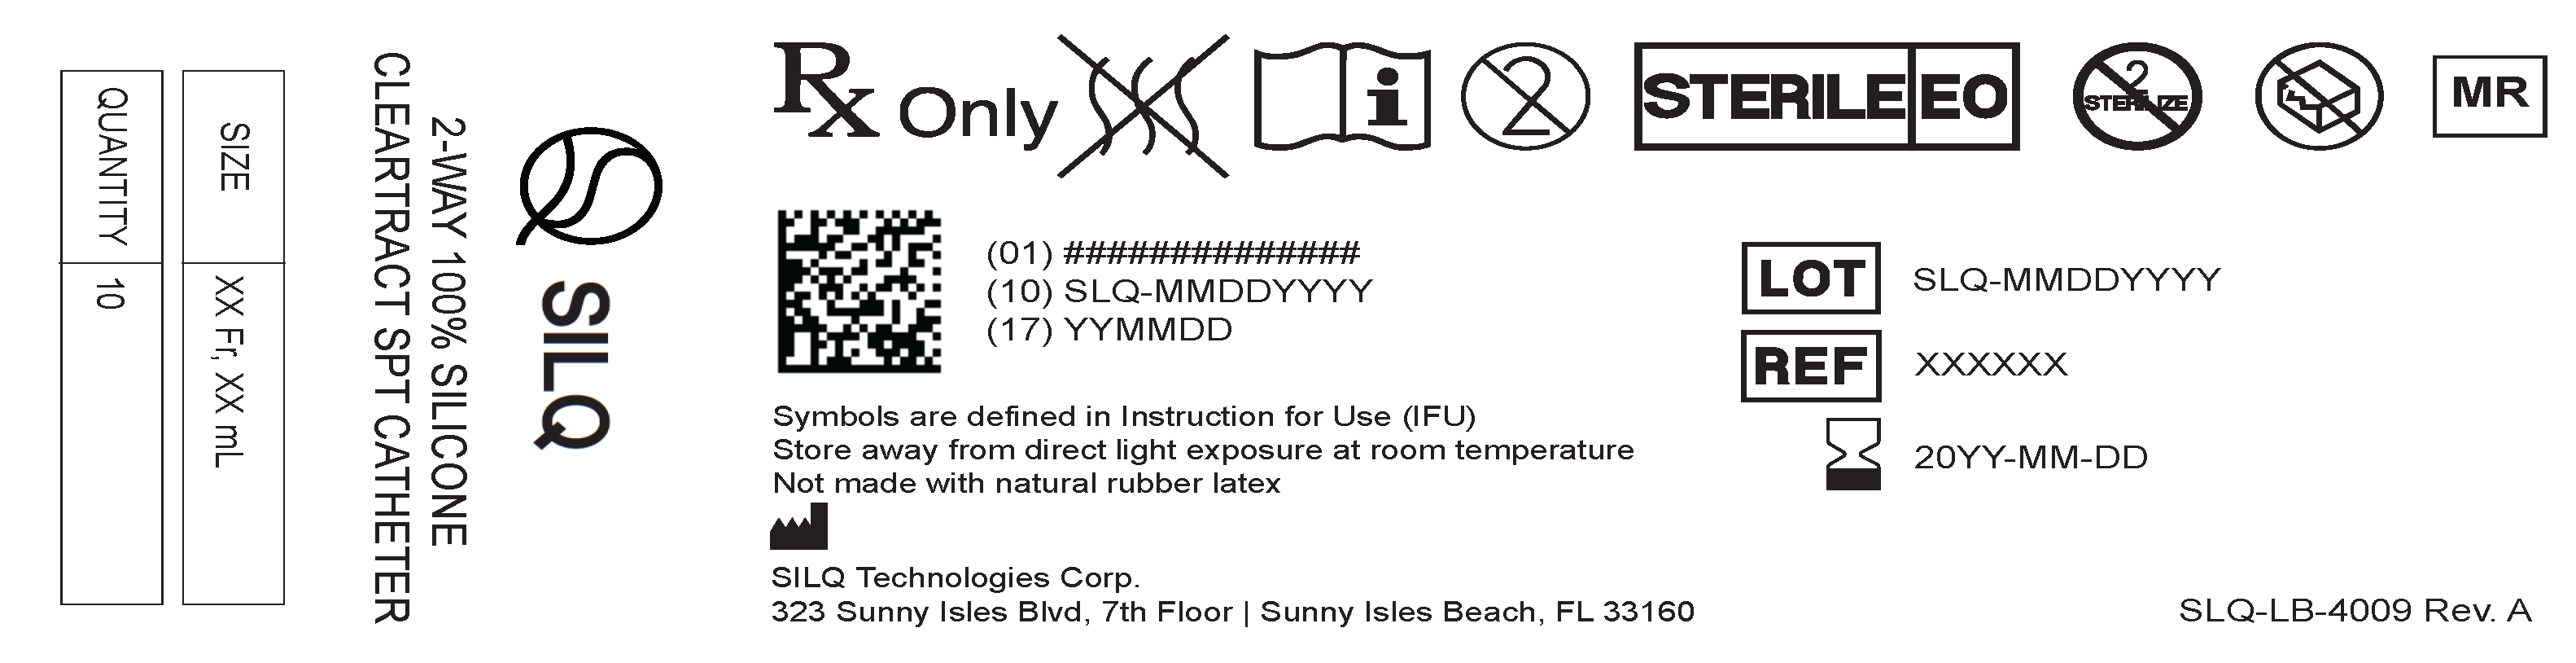 QUANTITY 10
SIZE XX Fr, XX mL
2-WAY 100% SILICONE
CLEARTRACT SPT CATHETER
SILQ
Rx Only
i
2
STERILE EO
2
STERILIZE
MR
(01) ##############
(10) SLQ-MMDDYYYY
(17) YYMMDD
LOT SLQ-MMDDYYYY
REF XXXXXX
20YY-MM-DD
Symbols are defined in Instruction for Use (IFU)
Store away from direct light exposure at room temperature
Not made with natural rubber latex
SILQ Technologies Corp.
323 Sunny Isles Blvd, 7th Floor | Sunny Isles Beach, FL 33160
SLQ-LB-4009 Rev. A